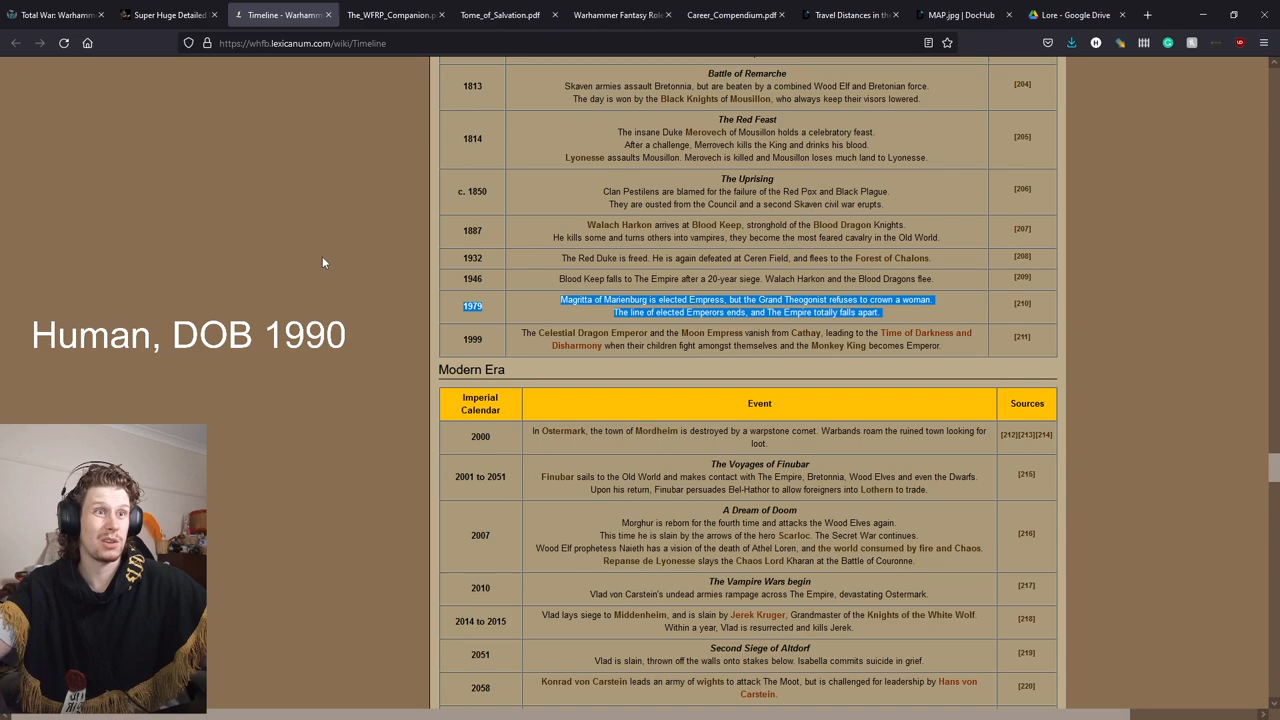 Total War: Warhamm
Super Huge Detailed
Timeline - Warhamm
The_WFRP_Companion.p
Tome_of_Salvation.pdf
Warhammer Fantasy Role
Career_Compendium.pdf
Travel Distances in the
MAP.jpg | DocHub
Lore - Google Drive
https://whfb.lexicanum.com/wiki/Timeline
Battle of Remarche
1813
Skaven armies assault Bretonnia, but are beaten by a combined Wood Elf and Bretonian force.
[204]
The day is won by the Black Knights of Mousillon, who always keep their visors lowered.
The Red Feast
The insane Duke Merovech of Mousillon holds a celebratory feast.
1814
After a challenge, Merrovech kills the King and drinks his blood.
[205]
Lyonesse assaults Mousillon. Merovech is killed and Mousillon loses much land to Lyonesse.
The Uprising
c. 1850
Clan Pestilens are blamed for the failure of the Red Pox and Black Plague.
[206]
They are ousted from the Council and a second Skaven civil war erupts.
1887
Walach Harkon arrives at Blood Keep, stronghold of the Blood Dragon Knights.
[207]
He kills some and turns others into vampires, they become the most feared cavalry in the Old World.
1932
The Red Duke is freed. He is again defeated at Ceren Field, and flees to the Forest of Chalons.
[208]
1946
Blood Keep falls to The Empire after a 20-year siege. Walach Harkon and the Blood Dragons flee.
[209]
1979
Magritta of Marienburg is elected Empress, but the Grand Theogonist refuses to crown a woman.
[210]
The line of elected Emperors ends, and The Empire totally falls apart.
1999
The Celestial Dragon Emperor and the Moon Empress vanish from Cathay, leading to the Time of Darkness and
[211]
Disharmony when their children fight amongst themselves and the Monkey King becomes Emperor.
Human, DOB 1990
Modern Era
Imperial
Calendar
Event
Sources
2000
In Ostermark, the town of Mordheim is destroyed by a warpstone comet. Warbands roam the ruined town looking for
loot.
[212][213][214]
The Voyages of Finubar
2001 to 2051
Finubar sails to the Old World and makes contact with The Empire, Bretonnia, Wood Elves and even the Dwarfs.
[215]
Upon his return, Finubar persuades Bel-Hathor to allow foreigners into Lothern to trade.
A Dream of Doom
Morghur is reborn for the fourth time and attacks the Wood Elves again.
2007
This time he is slain by the arrows of the hero Scarloc. The Secret War continues.
[216]
Wood Elf prophetess Naieth has a vision of the death of Athel Loren, and the world consumed by fire and Chaos.
Repanse de Lyonesse slays the Chaos Lord Kharan at the Battle of Couronne.
The Vampire Wars begin
2010
Vlad von Carstein's undead armies rampage across The Empire, devastating Ostermark.
[217]
2014 to 2015
Vlad lays siege to Middenheim, and is slain by Jerek Kruger, Grandmaster of the Knights of the White Wolf.
[218]
Within a year, Vlad is resurrected and kills Jerek.
Second Siege of Altdorf
2051
Vlad is slain, thrown off the walls onto stakes below. Isabella commits suicide in grief.
[219]
2058
Konrad von Carstein leads an army of wights to attack The Moot, but is challenged for leadership by Hans von
Carstein.
[220]